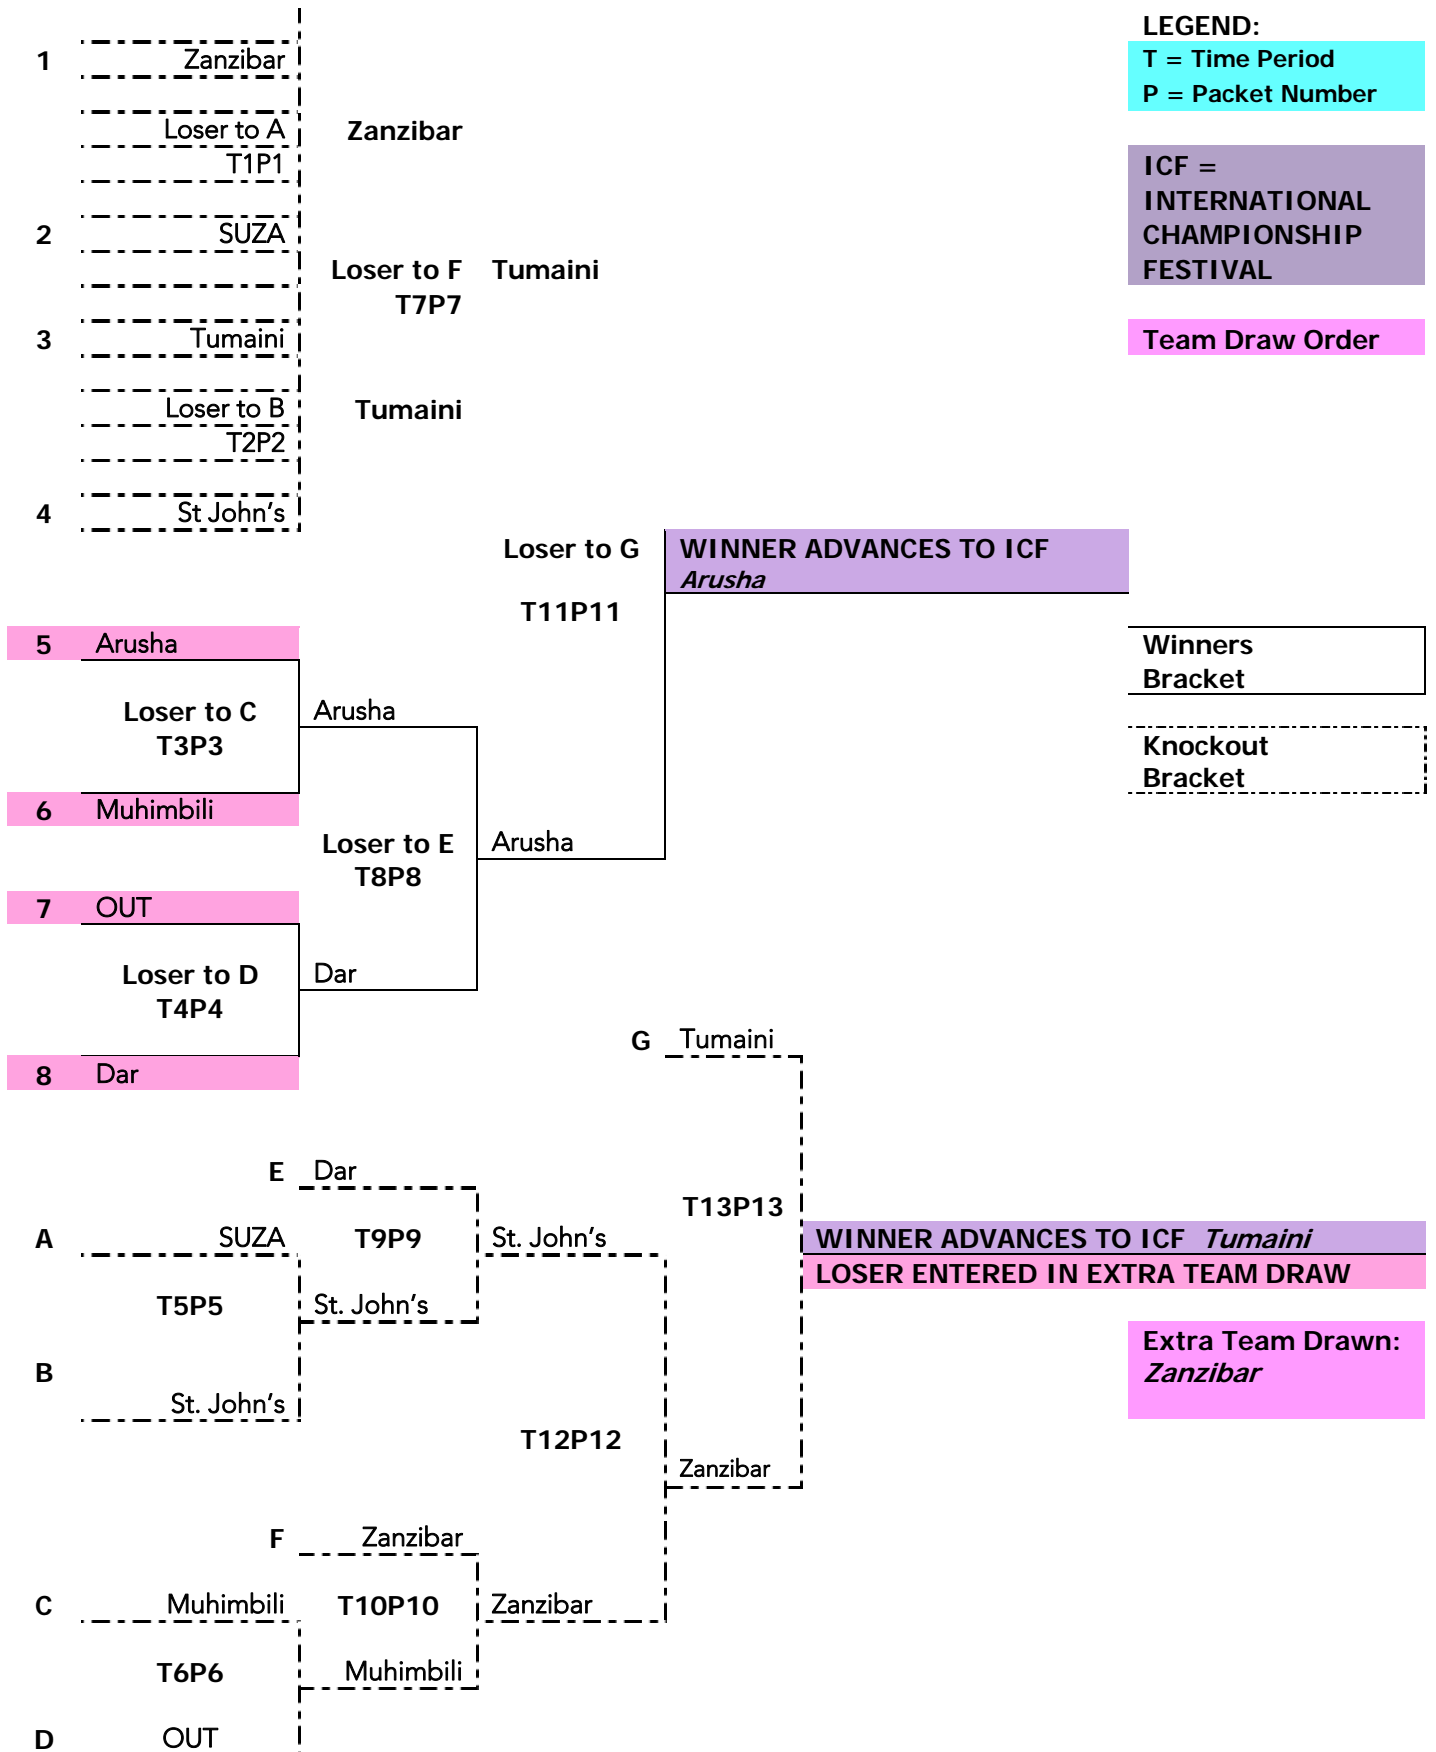 LEGEND:
1 Zanzibar
T = Time Period
P = Packet Number
Loser to A Zanzibar
T1P1
ICF =
INTERNATIONAL
CHAMPIONSHIP
FESTIVAL
2 SUZA
Loser to F Tumaini
T7P7
3 Tumaini
Team Draw Order
Loser to B Tumaini
T2P2
4 St John's
Loser to G WINNER ADVANCES TO ICF
Arusha
T11P11
5 Arusha
Winners
Bracket
Loser to C Arusha
T3P3
Knockout
Bracket
6 Muhimbili
Loser to E Arusha
T8P8
7 OUT
Loser to D Dar
T4P4
G Tumaini
8 Dar
E Dar
T13P13
A SUZA T9P9 St. John's
WINNER ADVANCES TO ICF Tumaini
LOSER ENTERED IN EXTRA TEAM DRAW
T5P5 St. John's
Extra Team Drawn:
Zanzibar
B
St. John's
T12P12
Zanzibar
F Zanzibar
C Muhimbili T10P10 Zanzibar
T6P6 Muhimbili
D OUT